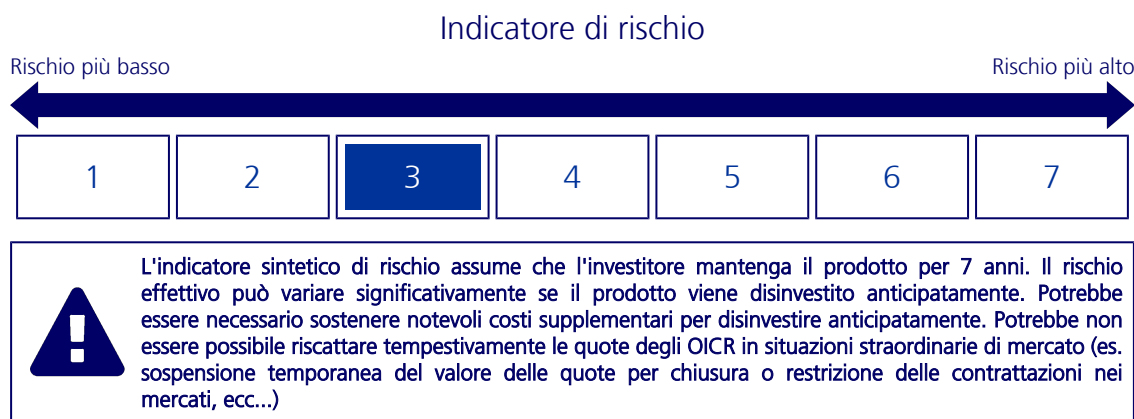 Indicatore di rischio
Rischio più basso
Rischio più alto
1
2
3
4
5
6
7
L'indicatore sintetico di rischio assume che l'investitore mantenga il prodotto per 7 anni. Il rischio
effettivo può variare significativamente se il prodotto viene disinvestito anticipatamente. Potrebbe
essere necessario sostenere notevoli costi supplementari per disinvestire anticipatamente. Potrebbe non
essere possibile riscattare tempestivamente le quote degli OICR in situazioni straordinarie di mercato (es.
sospensione temporanea del valore delle quote per chiusura o restrizione delle contrattazioni nei
mercati, ecc...)